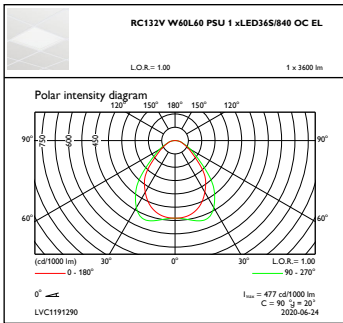 RC132V W60L60 PSU 1 xLED36S/840 OC EL
L.O.R.= 1.00 1 x 3600 lm
Polar intensity diagram
120° 150° 180° 150° 120°
90° 750 600 450 90°
60° 60°
(cd/1000 lm) 30° 0° 30° L.O.R.= 1.00
0 - 180° 90 - 270°
0° Imax = 477 cd/1000 lm
C = 90 °g = 20°
LVC1191290 2020-06-24